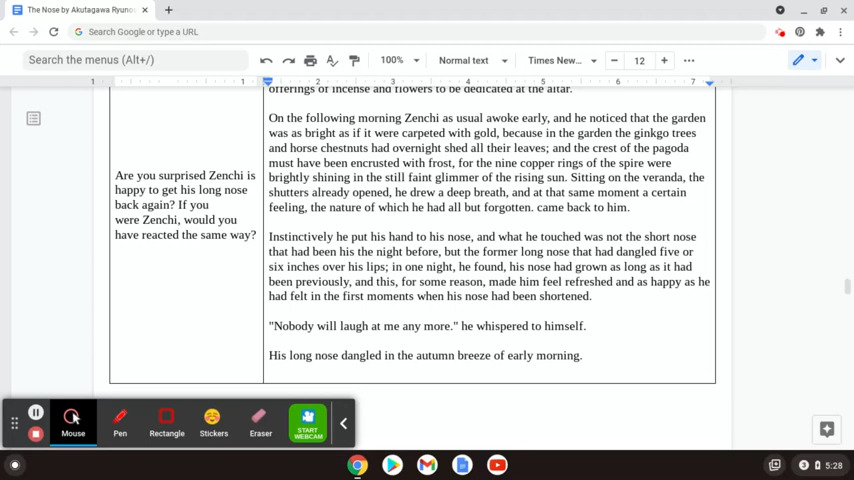 The Nose by Akutagawa Ryuno
Search Google or type a URL
Search the menus (Alt+/)
100%
Normal text
Times New...
12
1 1 2 3 4 5 6 7
offerings of incense and flowers to be dedicated at the altar.
On the following morning Zenchi as usual awoke early, and he noticed that the garden
was as bright as if it were carpeted with gold, because in the garden the ginkgo trees
and horse chestnuts had overnight shed all their leaves; and the crest of the pagoda
must have been encrusted with frost, for the nine copper rings of the spire were
brightly shining in the still faint glimmer of the rising sun. Sitting on the veranda, the
shutters already opened, he drew a deep breath, and at that same moment a certain
feeling, the nature of which he had all but forgotten. came back to him.
Instinctively he put his hand to his nose, and what he touched was not the short nose
that had been his the night before, but the former long nose that had dangled five or
six inches over his lips; in one night, he found, his nose had grown as long as it had
been previously, and this, for some reason, made him feel refreshed and as happy as he
had felt in the first moments when his nose had been shortened.
"Nobody will laugh at me any more." he whispered to himself.
His long nose dangled in the autumn breeze of early morning.
Are you surprised Zenchi is
happy to get his long nose
back again? If you
were Zenchi, would you
have reacted the same way?
Mouse
Pen
Rectangle
Stickers
Eraser
START
WEBCAM
3
5:28